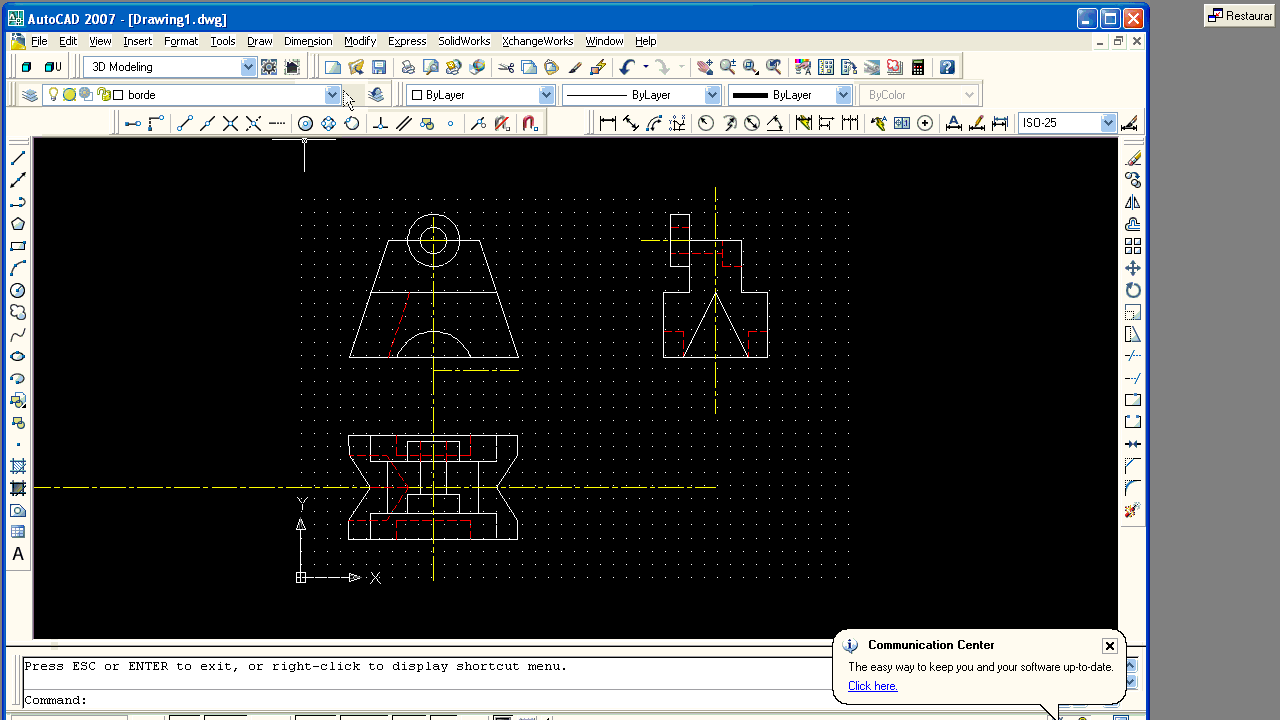 AutoCAD 2007 - [Drawing1.dwg]
Restaurar
File Edit View Insert Format Tools Draw Dimension Modify Express SolidWorks XchangeWorks Window Help
3D Modeling
borde ByLayer ByLayer ByLayer ByColor
ISO-25
Y
X
A
Communication Center
The easy way to keep you and your software up-to-date.
Click here.
Press ESC or ENTER to exit, or right-click to display shortcut menu.
Command: